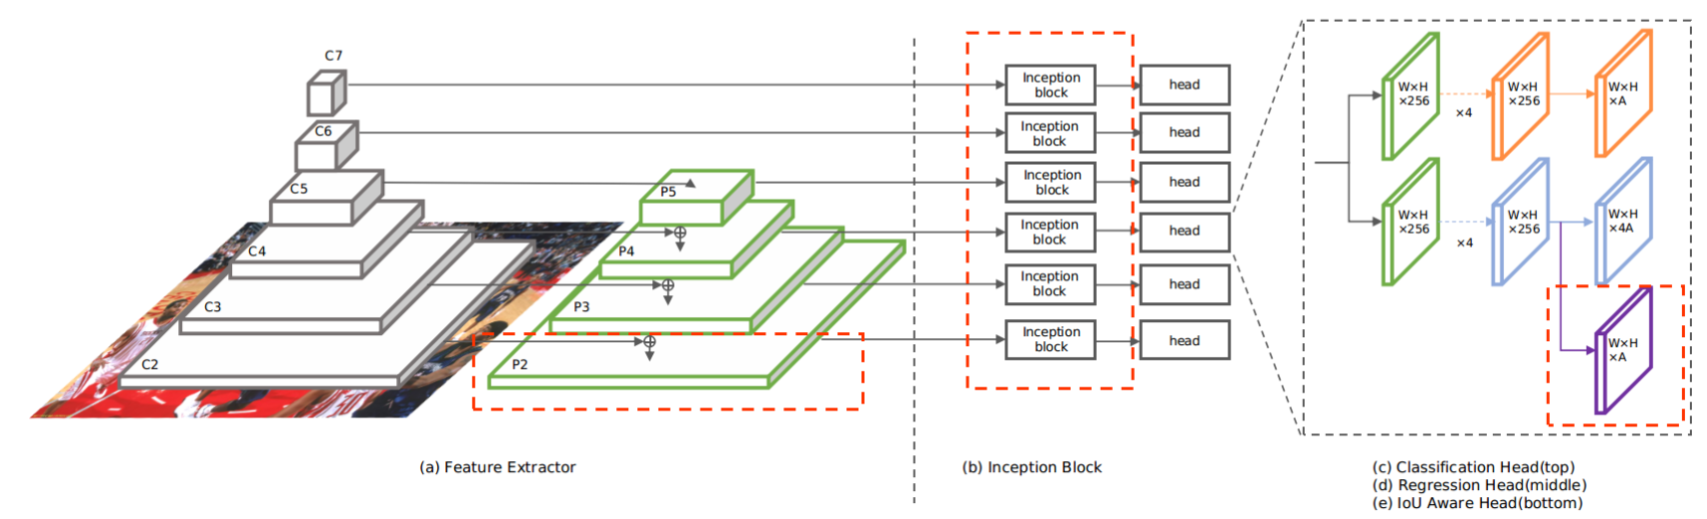 C7
C6
C5
C4
C3
C2
P5
P4
P3
P2
Inception
block
head
Inception
block
head
Inception
block
head
Inception
block
head
Inception
block
head
Inception
block
head
W×H
×256
×4
W×H
×256
W×H
×A
W×H
×256
×4
W×H
×256
W×H
×4A
W×H
×A
(a) Feature Extractor
(b) Inception Block
(c) Classification Head(top)
(d) Regression Head(middle)
(e) IoU Aware Head(bottom)